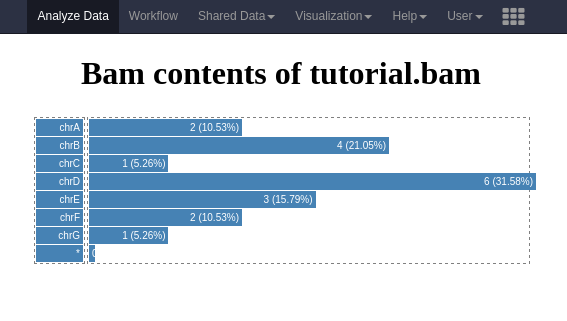 Analyze Data Workflow Shared Data Visualization Help User
Bam contents of tutorial.bam
chrA 2 (10.53%)
chrB 4 (21.05%)
chrC 1 (5.26%)
chrD 6 (31.58%)
chrE 3 (15.79%)
chrF 2 (10.53%)
chrG 1 (5.26%)
*